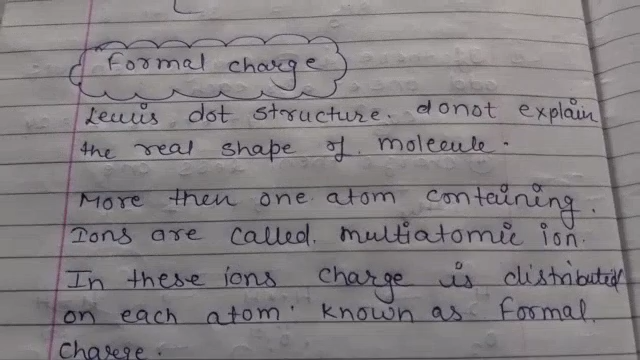 Formal charge
Lewis dot structure. donot explain
the real shape of molecule.
More then one atom containing.
Ions are called. multiatomic ion.
In these ions charge is distributed
on each atom. known as formal.
charge.